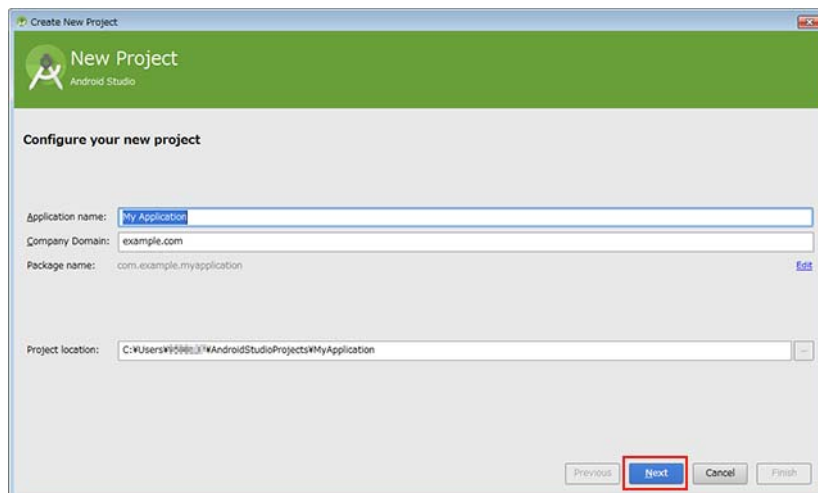 Create New Project
New Project
Android Studio
Configure your new project
Application name: My Application
Company Domain: example.com
Package name: com.example.myapplication Edit
Project location: C:¥Users¥ ¥AndroidStudioProjects¥MyApplication ...
Previous Next Cancel Finish